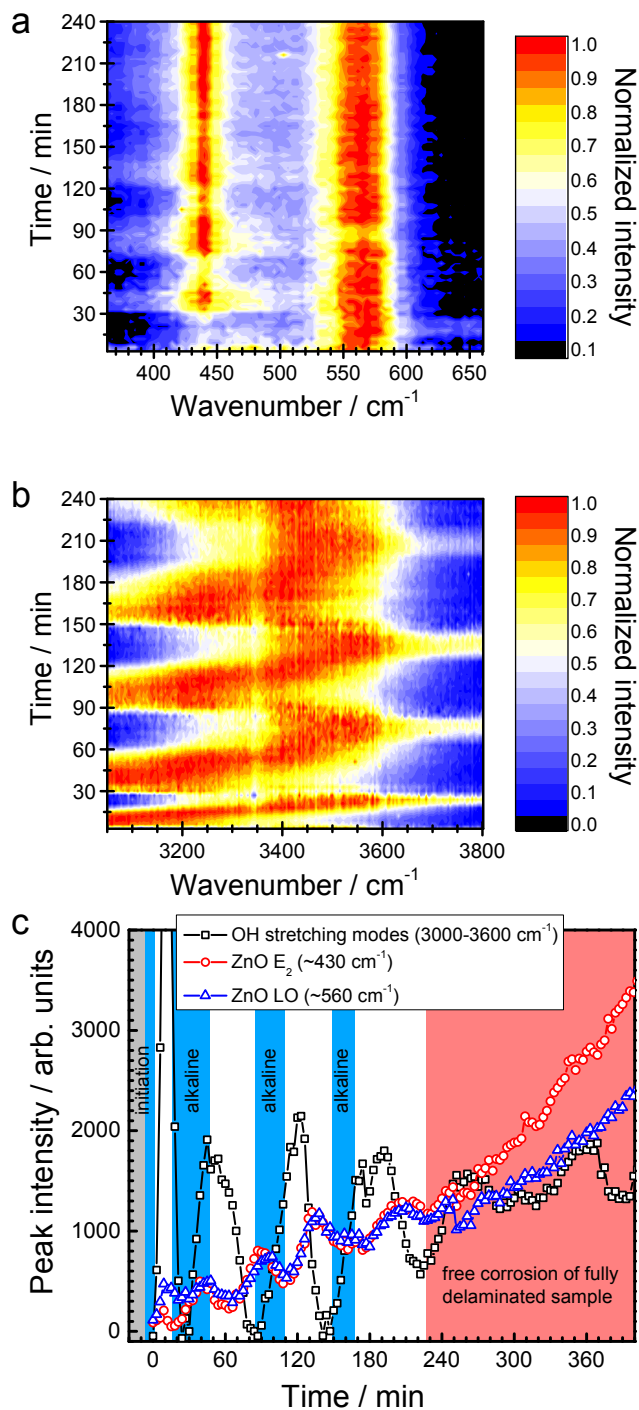 a
240
210
180
150
120
90
60
30
Time / min
400 450 500 550 600 650
Wavenumber / cm⁻¹
1.0
0.9
0.8
0.7
0.6
0.5
0.4
0.3
0.2
0.1
Normalized intensity
b
240
210
180
150
120
90
60
30
Time / min
3200 3400 3600 3800
Wavenumber / cm⁻¹
1.0
0.9
0.8
0.7
0.6
0.5
0.4
0.3
0.2
0.1
0.0
Normalized intensity
c
4000
3000
2000
1000
0
Peak intensity / arb. units
OH stretching modes (3000-3600 cm⁻¹)
ZnO E₂ (~430 cm⁻¹)
ZnO LO (~560 cm⁻¹)
initiation
alkaline
alkaline
alkaline
free corrosion of fully
delaminated sample
0 60 120 180 240 300 360
Time / min